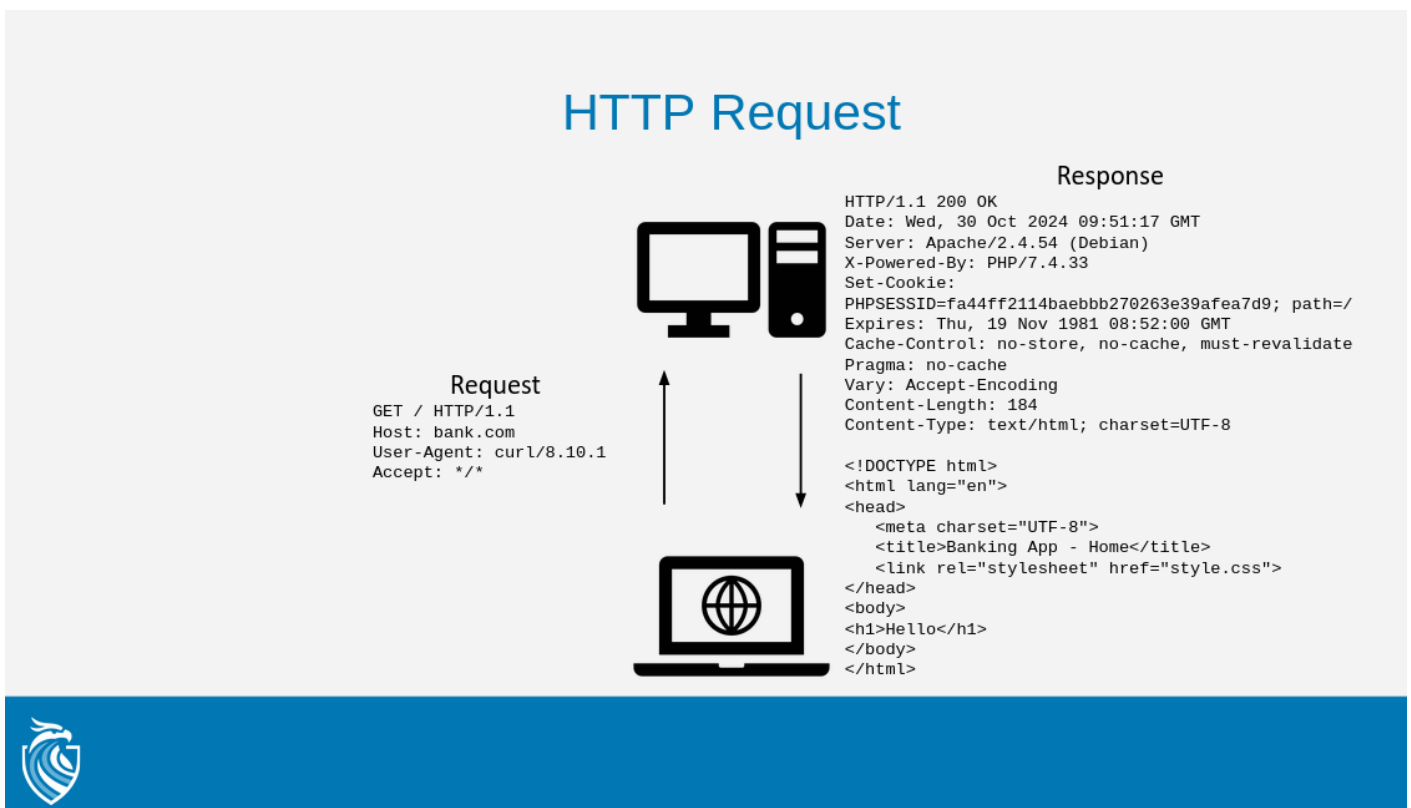 HTTP Request
Request
GET / HTTP/1.1
Host: bank.com
User-Agent: curl/8.10.1
Accept: */*
Response
HTTP/1.1 200 OK
Date: Wed, 30 Oct 2024 09:51:17 GMT
Server: Apache/2.4.54 (Debian)
X-Powered-By: PHP/7.4.33
Set-Cookie:
PHPSESSID=fa44ff2114baebbb270263e39afea7d9; path=/
Expires: Thu, 19 Nov 1981 08:52:00 GMT
Cache-Control: no-store, no-cache, must-revalidate
Pragma: no-cache
Vary: Accept-Encoding
Content-Length: 184
Content-Type: text/html; charset=UTF-8
<!DOCTYPE html>
<html lang="en">
<head>
<meta charset="UTF-8">
<title>Banking App - Home</title>
<link rel="stylesheet" href="style.css">
</head>
<body>
<h1>Hello</h1>
</body>
</html>